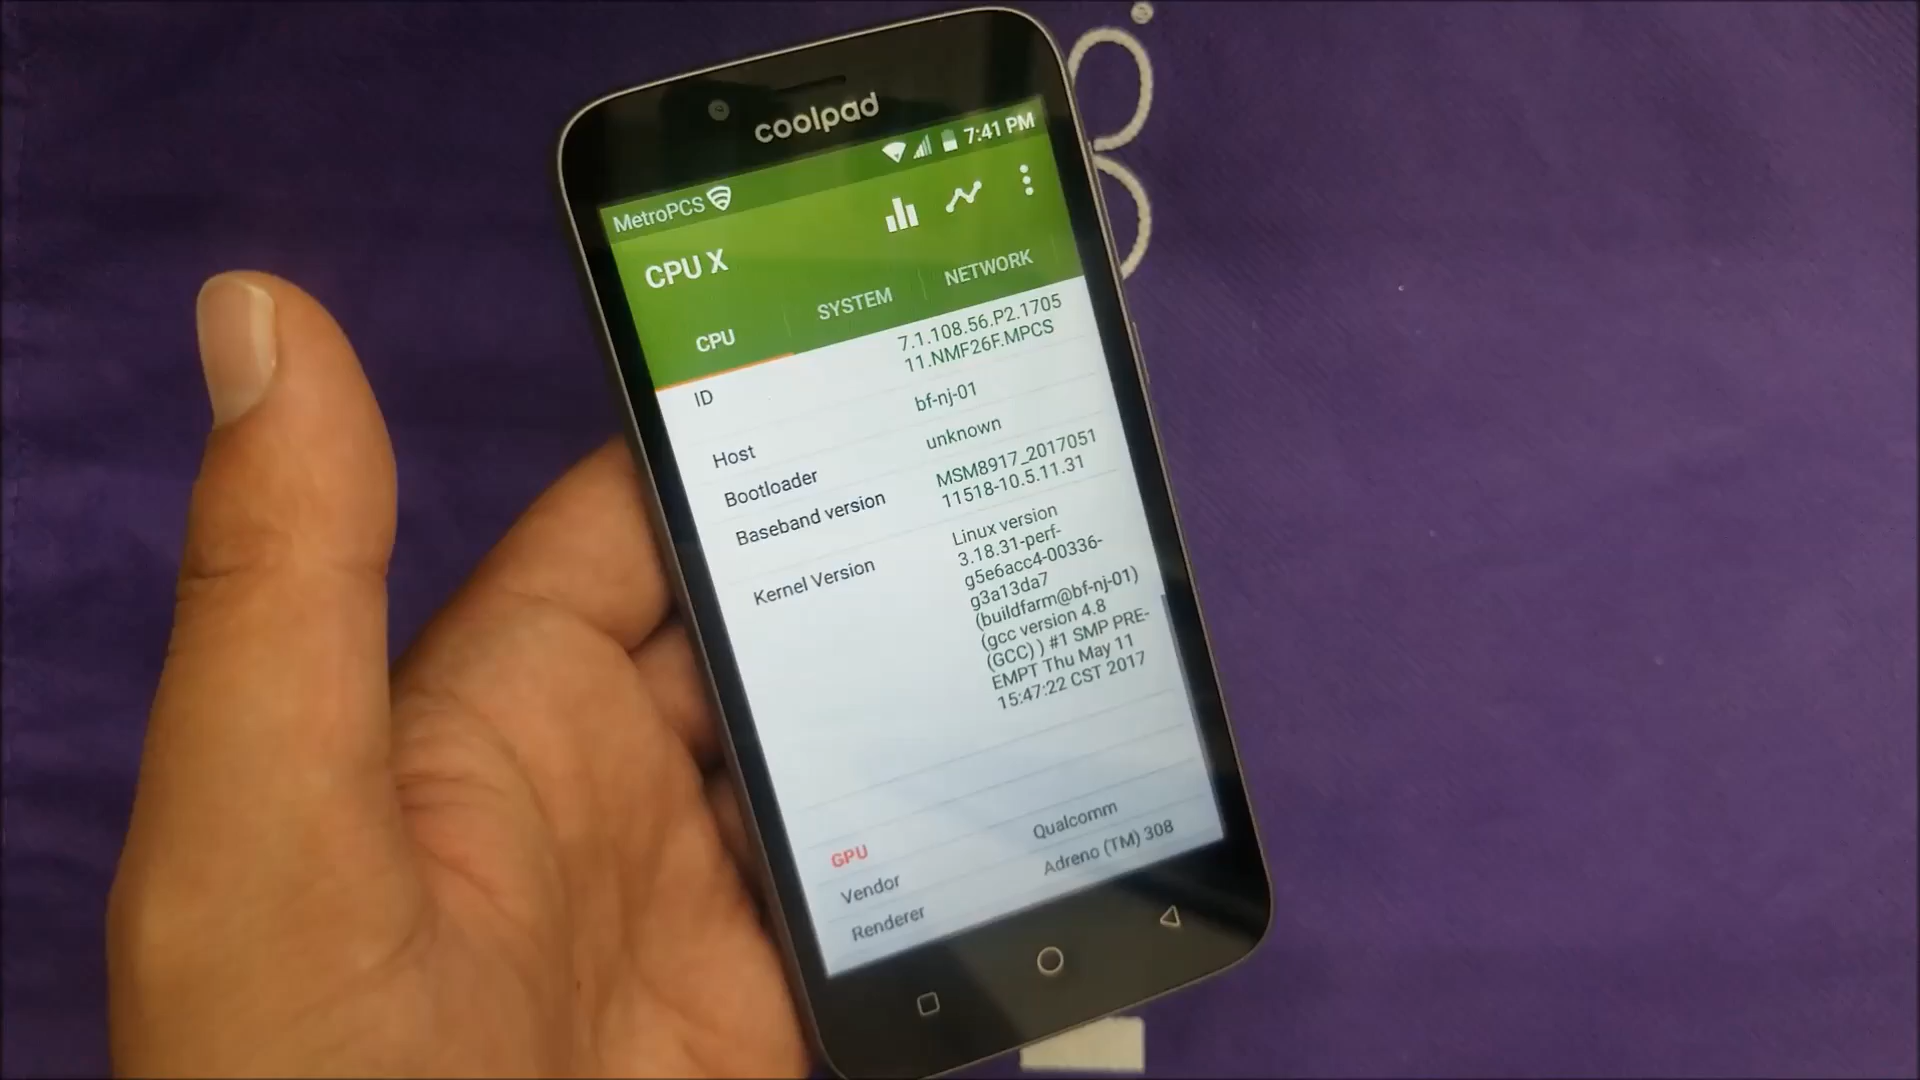 coolpad
MetroPCS
7:41 PM
CPU X
CPU
SYSTEM
NETWORK
ID
7.1.108.56.P2.1705
11.NMF26F.MPCS
Host
bf-nj-01
Bootloader
unknown
Baseband version
MSM8917_2017051
11518-10.5.11.31
Kernel Version
Linux version
3.18.31-perf-
g5e6acc4-00336-
g3a13da7
(buildfarm@bf-nj-01)
(gcc version 4.8
(GCC) ) #1 SMP PRE-
EMPT Thu May 11
15:47:22 CST 2017
GPU
Vendor
Qualcomm
Renderer
Adreno (TM) 308